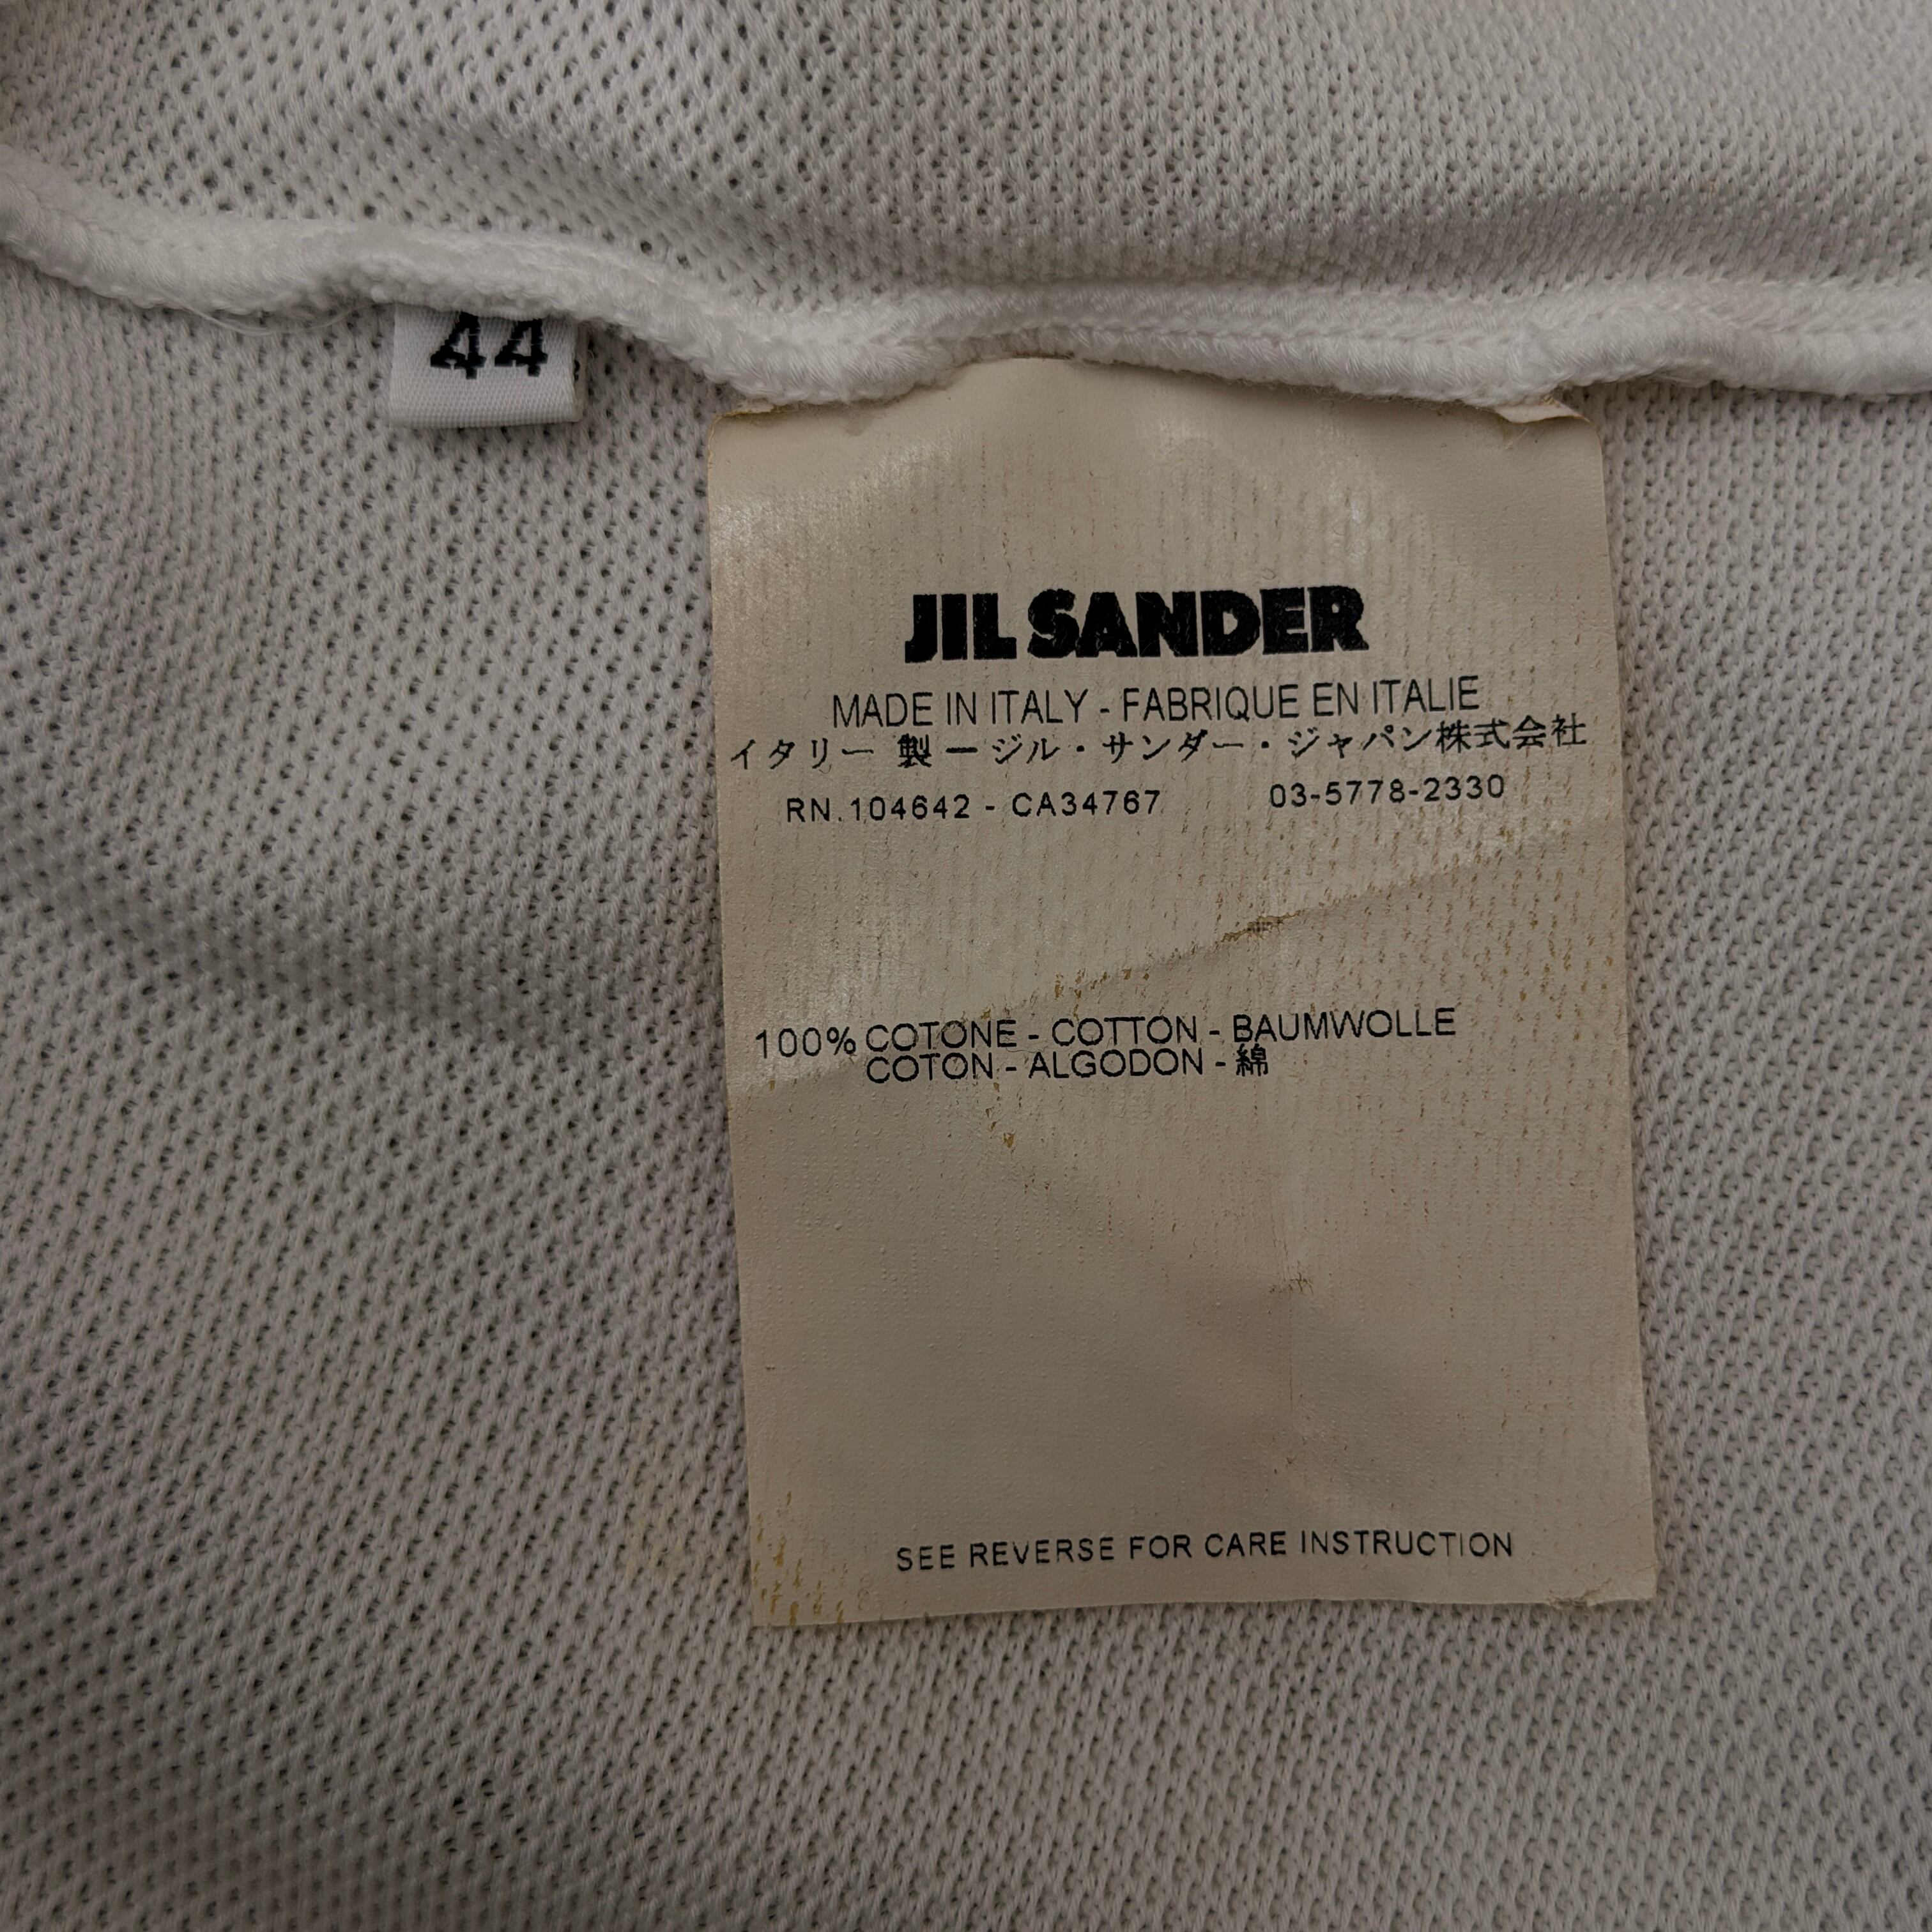 44
JIL SANDER
MADE IN ITALY - FABRIQUE EN ITALIE
イタリー 製 ー ジル・サンダー・ジャパン株式会社
RN.104642 - CA34767 03-5778-2330
100% COTONE - COTTON - BAUMWOLLE
COTON - ALGODON - 綿
SEE REVERSE FOR CARE INSTRUCTION